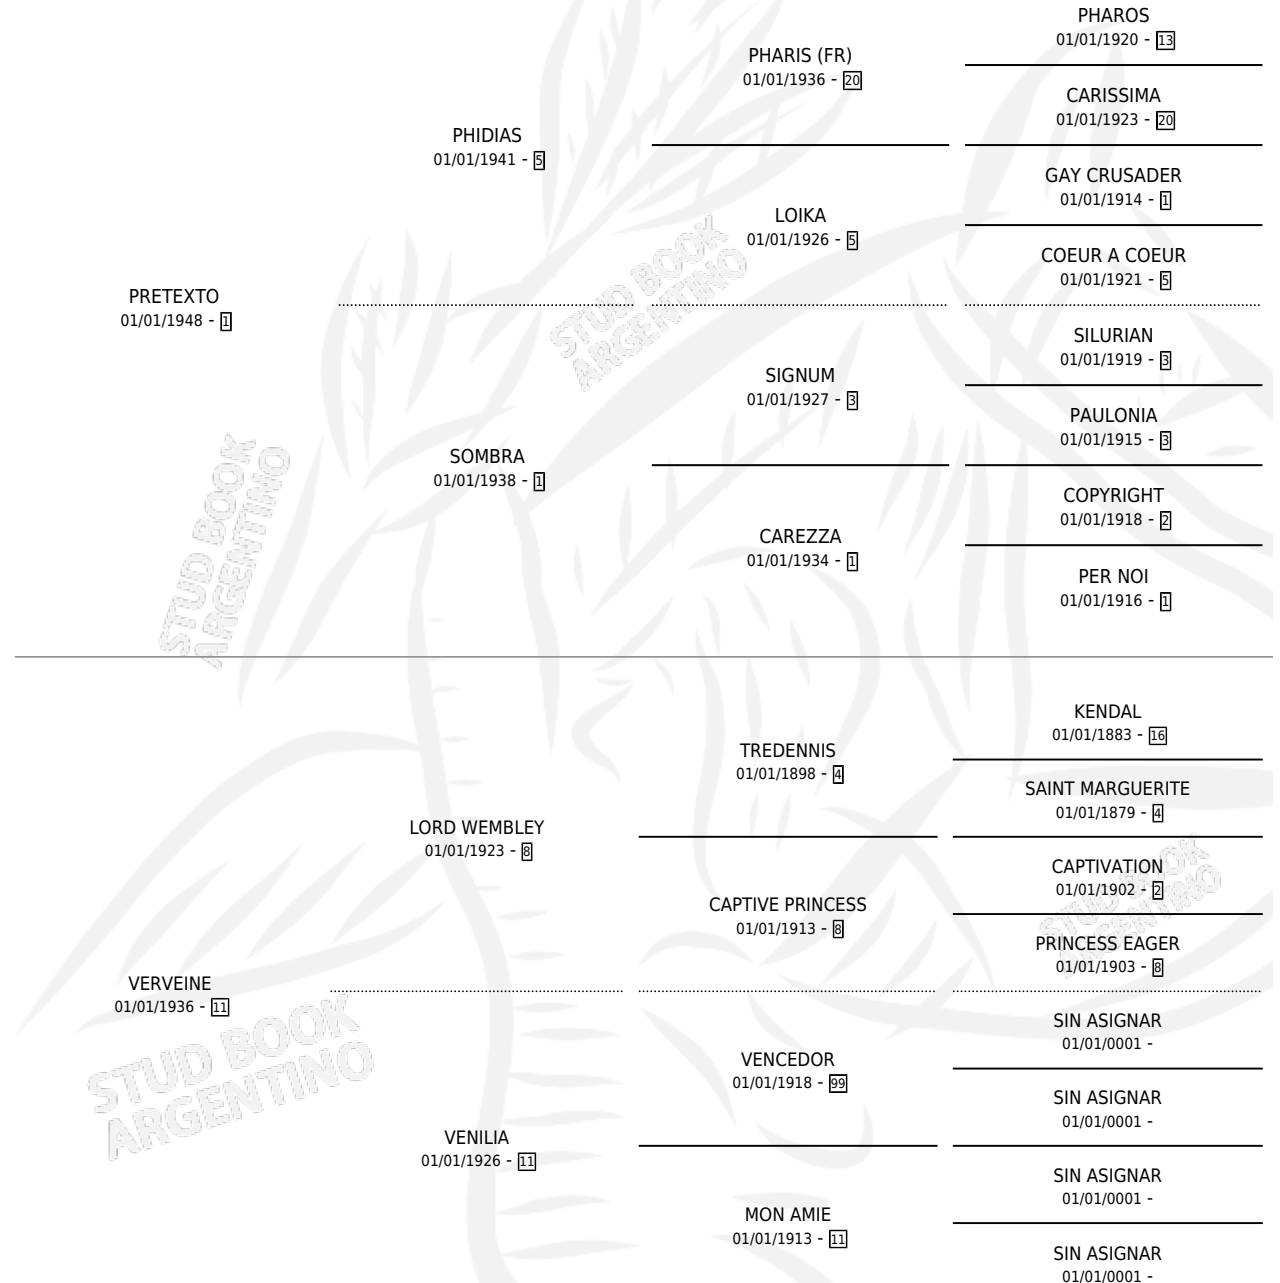 PHAROS
01/01/1920 - 13
PHARIS (FR)
01/01/1936 - 20
CARISSIMA
01/01/1923 - 20
PHIDIAS
01/01/1941 - 5
GAY CRUSADER
01/01/1914 - 1
LOIKA
01/01/1926 - 5
COEUR A COEUR
01/01/1921 - 5
PRETEXTO
01/01/1948 - 1
SILURIAN
01/01/1919 - 3
SIGNUM
01/01/1927 - 3
PAULONIA
01/01/1915 - 3
SOMBRA
01/01/1938 - 1
COPYRIGHT
01/01/1918 - 2
CAREZZA
01/01/1934 - 1
PER NOI
01/01/1916 - 1
KENDAL
01/01/1883 - 16
TREDENNIS
01/01/1898 - 4
SAINT MARGUERITE
01/01/1879 - 4
LORD WEMBLEY
01/01/1923 - 8
CAPTIVATION
01/01/1902 - 2
CAPTIVE PRINCESS
01/01/1913 - 8
PRINCESS EAGER
01/01/1903 - 8
VERVEINE
01/01/1936 - 11
SIN ASIGNAR
01/01/0001 -
VENCEDOR
01/01/1918 - 99
SIN ASIGNAR
01/01/0001 -
VENILIA
01/01/1926 - 11
SIN ASIGNAR
01/01/0001 -
MON AMIE
01/01/1913 - 11
SIN ASIGNAR
01/01/0001 -
STUD BOOK
ARGENTINO
STUD BOOK
ARGENTINO
STUD BOOK
ARGENTINO
STUD BOOK
ARGENTINO